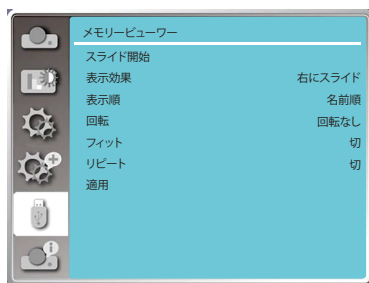 メモリービューワー
スライド開始
表示効果 右にスライド
表示順 名前順
回転 回転なし
フィット 切
リピート 切
適用